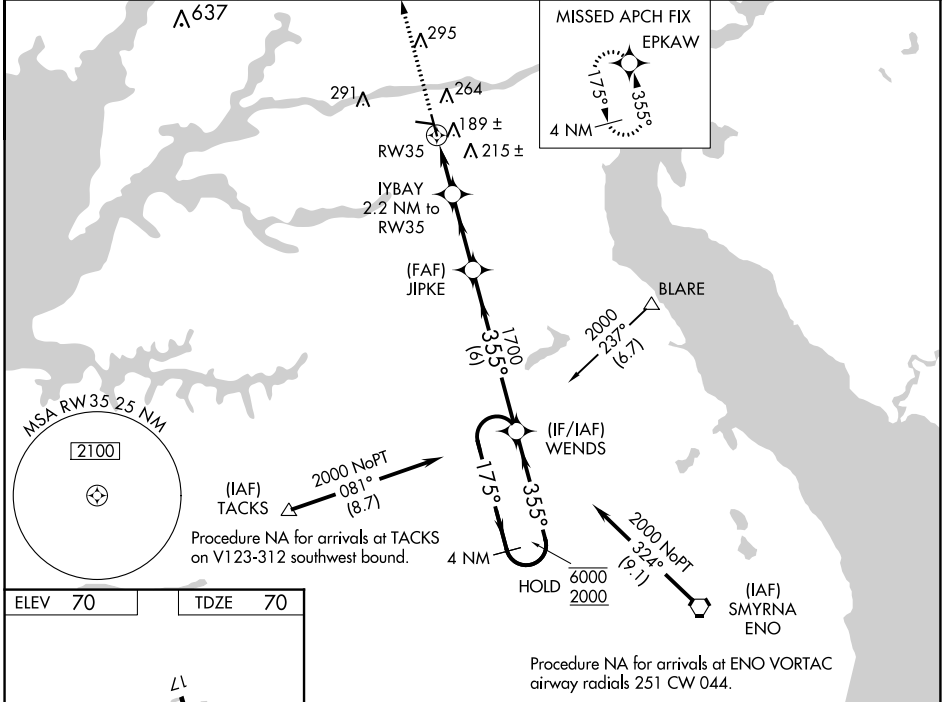 637
295
291
264
189 ±
215 ±
RW35
MISSED APCH FIX
EPKAW
175°
355°
4 NM
IYBAY
2.2 NM to
RW35
(FAF)
JIPKE
BLARE
2000
237°
(6.7)
1700
355°
(6)
MSA RW35 25 NM
2100
(IF/IAF)
WENDS
2000 NoPT
081°
(8.7)
(IAF)
TACKS
175°
355°
Procedure NA for arrivals at TACKS
on V123-312 southwest bound.
4 NM
HOLD
6000
2000
2000 NoPT
324°
(9.1)
(IAF)
SMYRNA
ENO
ELEV 70
TDZE 70
Procedure NA for arrivals at ENO VORTAC
airway radials 251 CW 044.
17